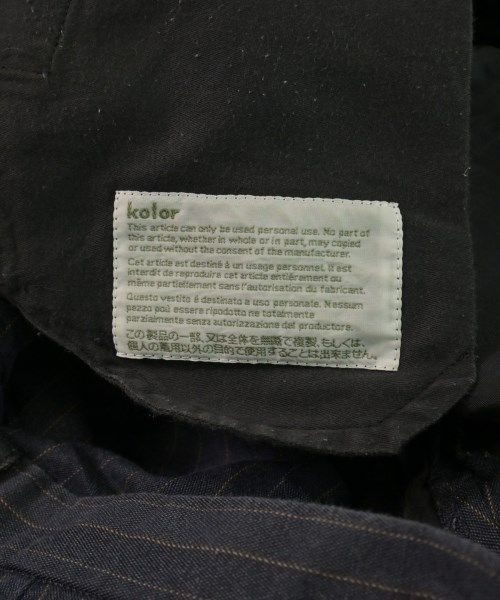 kolor
This article can only be used personal use. No part of
this article, whether in whole or in part, may copied
or used without the consent of the manufacturer.
Cet article est destiné à un usage personnel. Il est
interdit de reproduire cet article entiérement ou
même partiellement sans l'autorisation du fabricant.
Questo vestito é destinato a uso personale. Nessum
pezzo puó essere ripodotto ne totalmente
parzialmente senza autorizzazione del produttore.
この製品の一部、又は全体を無断で複製、もしくは、
個人の着用以外の目的で使用することは出来ません。